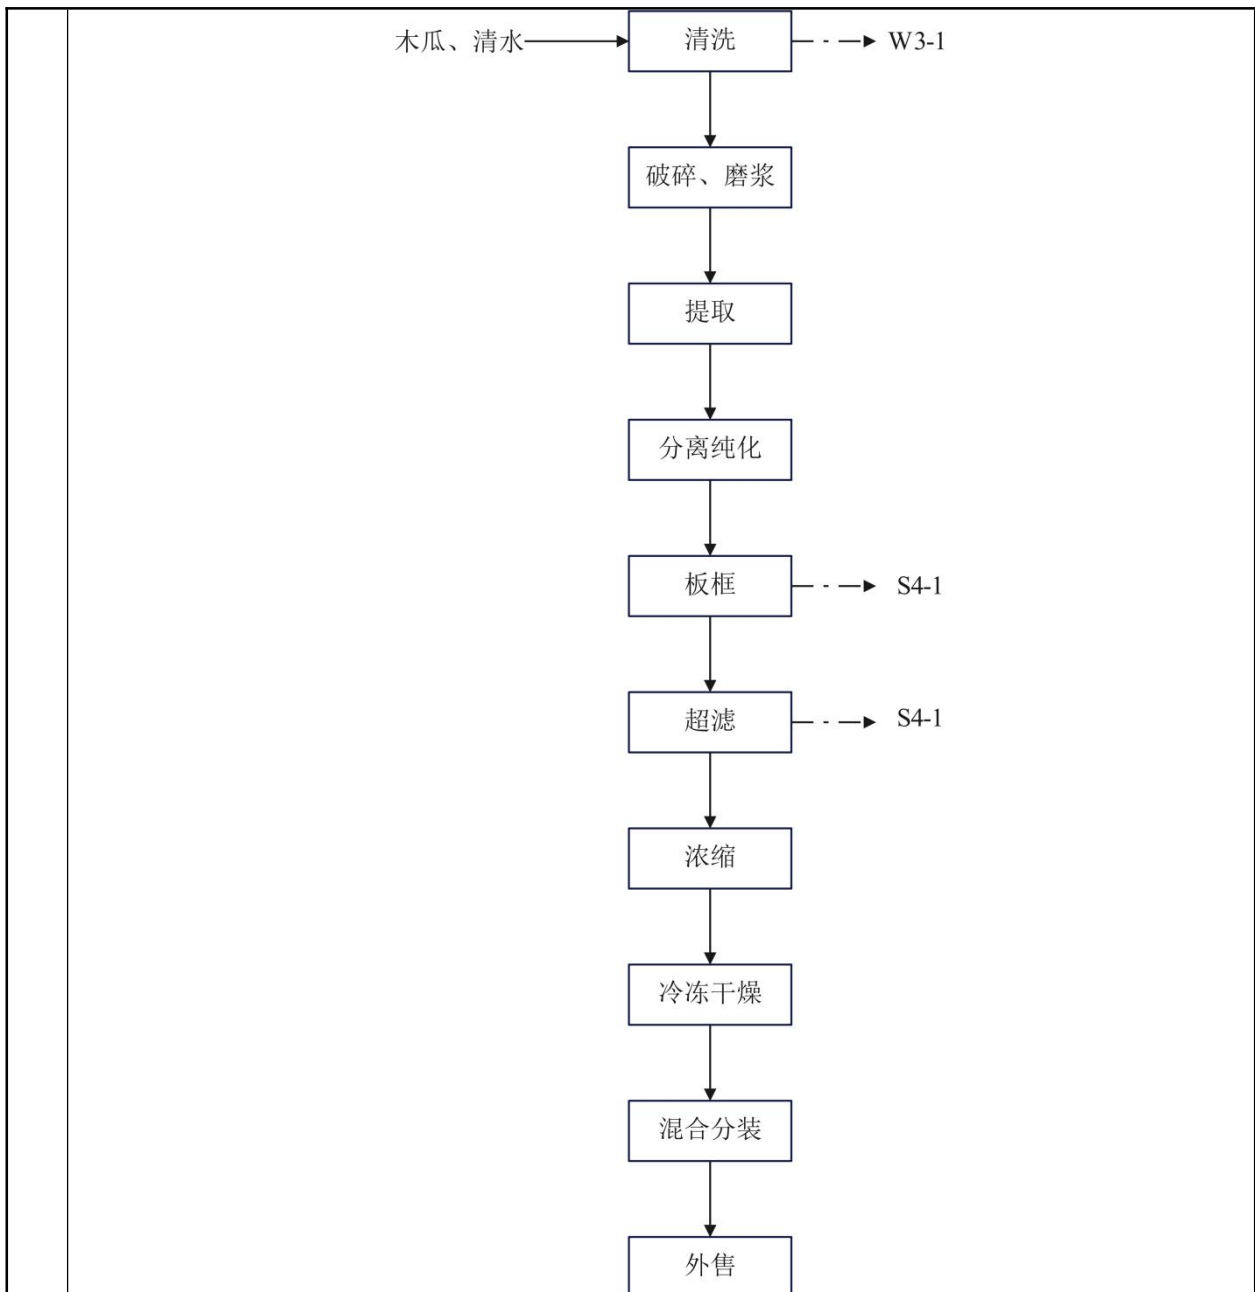 木瓜、清水 清洗 W3-1
破碎、磨浆
提取
分离纯化
板框 S4-1
超滤 S4-1
浓缩
冷冻干燥
混合分装
外售